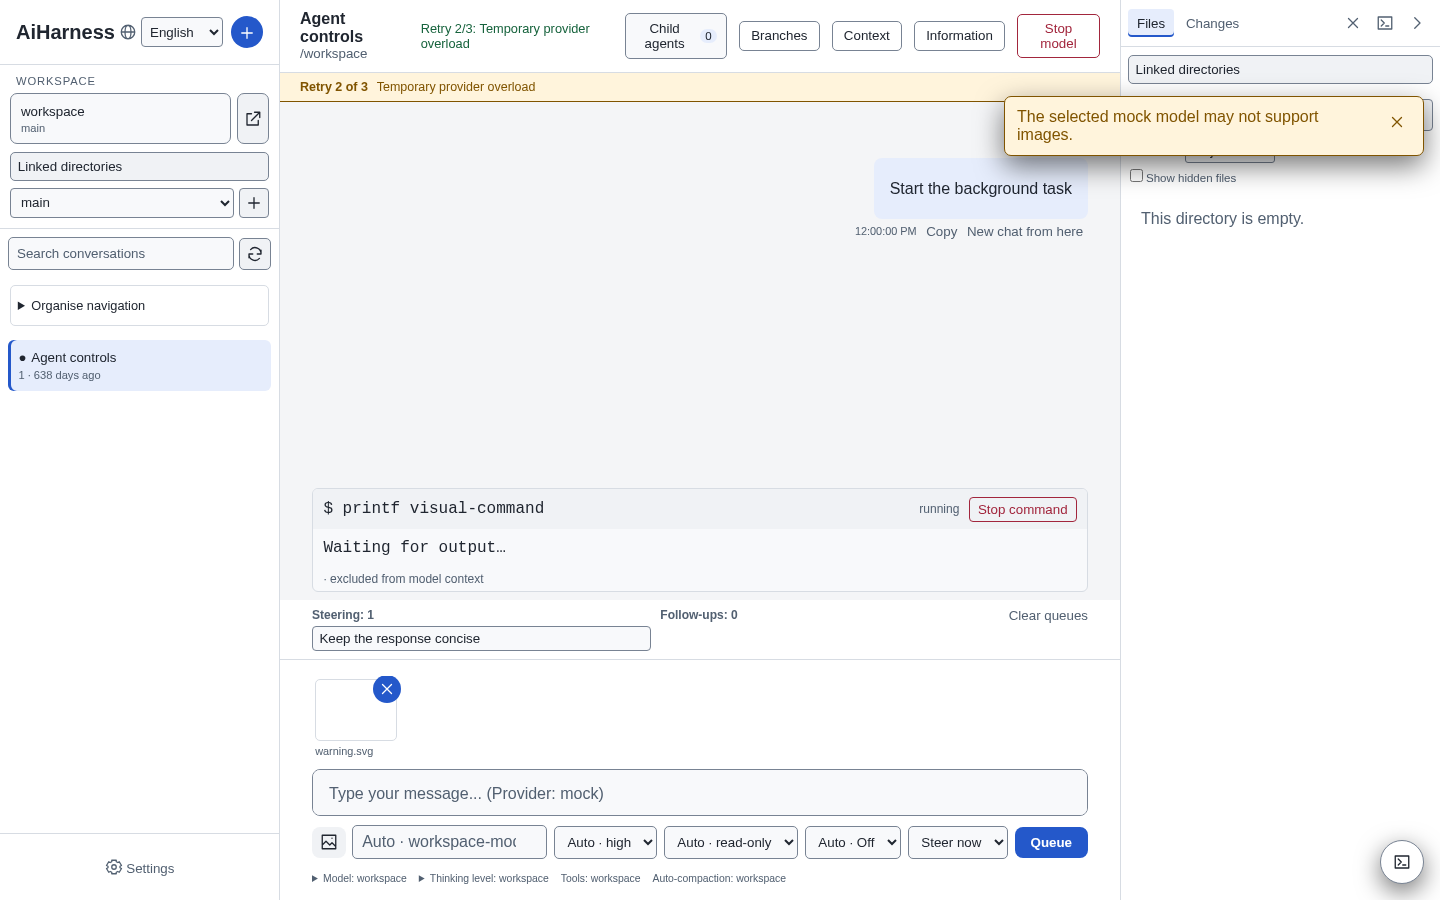 AiHarness
English
WORKSPACE
workspace
main
Linked directories
main
Search conversations
Organise navigation
● Agent controls
1 · 638 days ago
Settings
Agent controls
/workspace
Retry 2/3: Temporary provider overload
Child agents 0
Branches
Context
Information
Stop model
Retry 2 of 3 Temporary provider overload
Start the background task
12:00:00 PM Copy New chat from here
$ printf visual-command
running
Stop command
Waiting for output…
· excluded from model context
Steering: 1
Follow-ups: 0
Clear queues
Keep the response concise
warning.svg
Type your message... (Provider: mock)
Auto · workspace-mo
Auto · high
Auto · read-only
Auto · Off
Steer now
Queue
Model: workspace
Thinking level: workspace
Tools: workspace
Auto-compaction: workspace
Files
Changes
Linked directories
The selected mock model may not support images.
Show hidden files
This directory is empty.